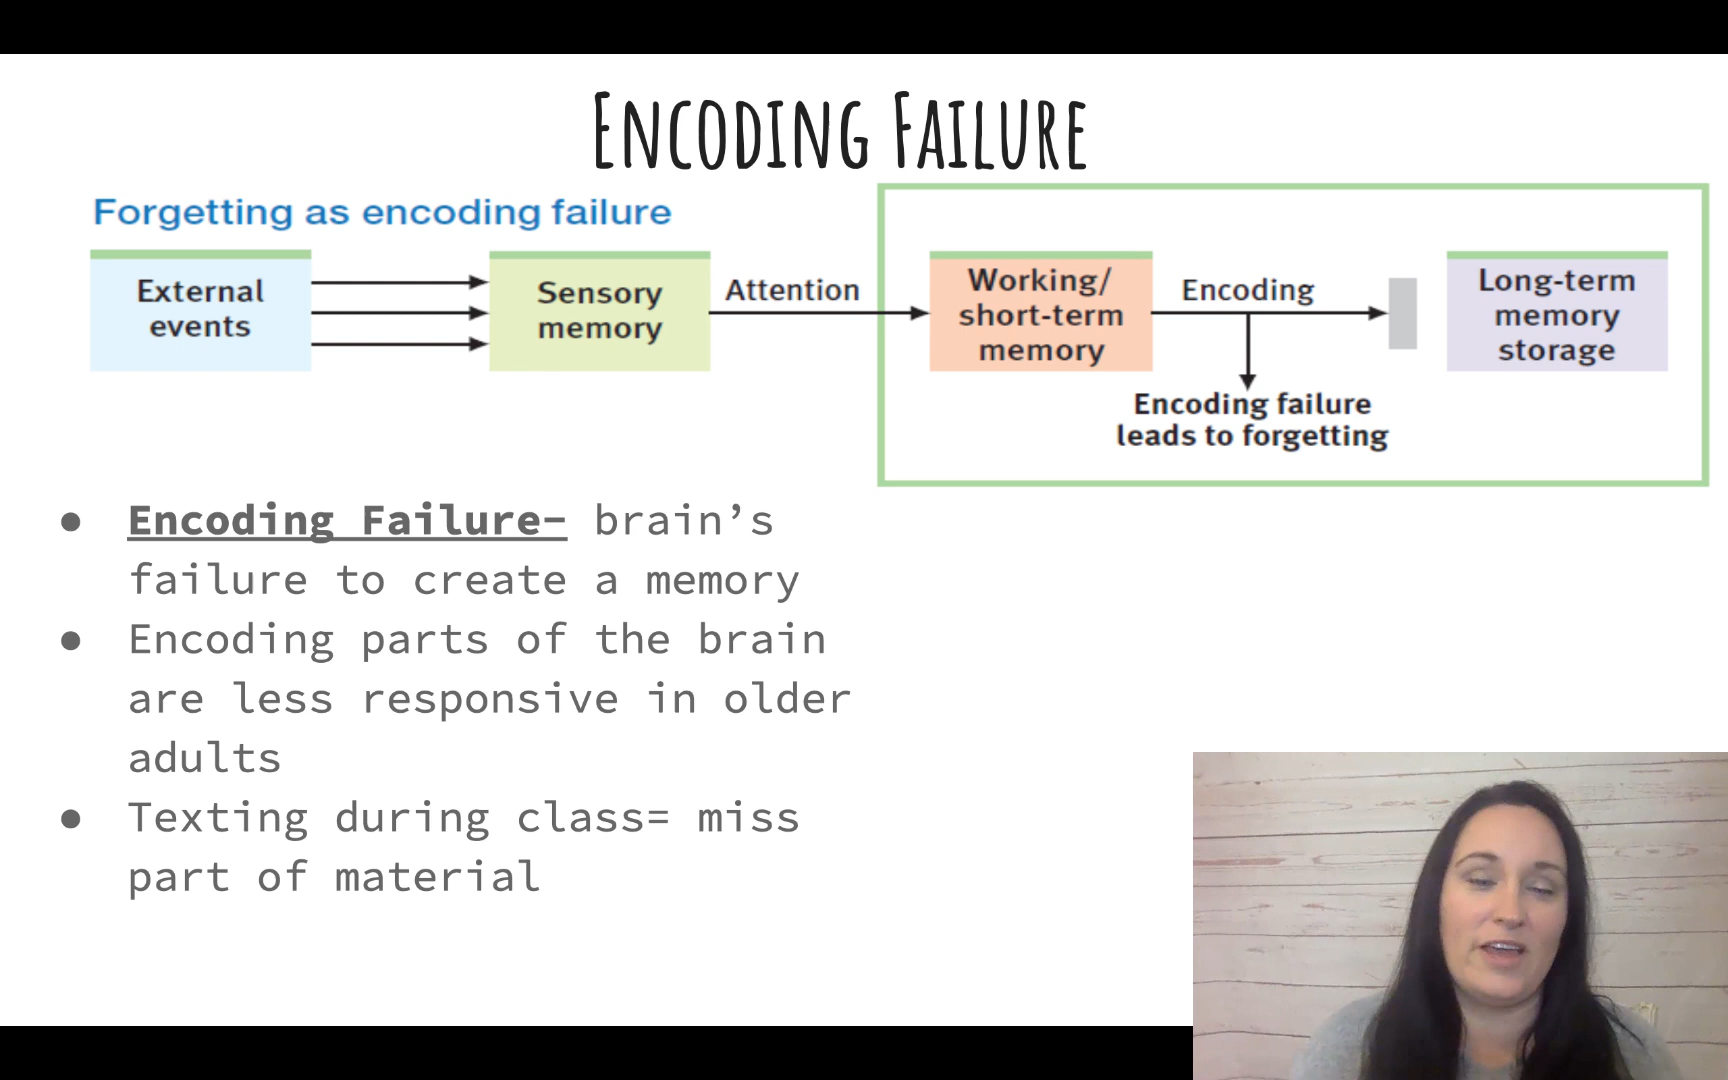 ENCODING FAILURE
Forgetting as encoding failure
External
events
Sensory
memory
Attention
Working/
short-term
memory
Encoding
Long-term
memory
storage
Encoding failure
leads to forgetting
● Encoding Failure- brain’s
failure to create a memory
● Encoding parts of the brain
are less responsive in older
adults
● Texting during class= miss
part of material